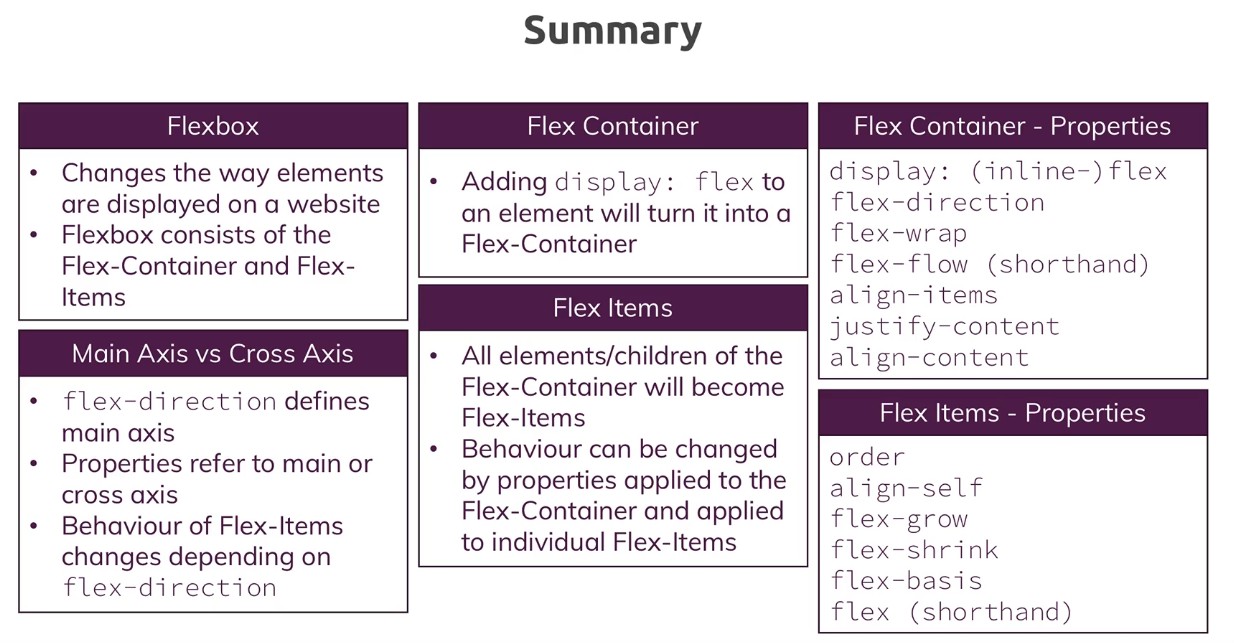 Summary
Flexbox
• Changes the way elements
are displayed on a website
• Flexbox consists of the
Flex-Container and Flex-
Items
Main Axis vs Cross Axis
• flex-direction defines
main axis
• Properties refer to main or
cross axis
• Behaviour of Flex-Items
changes depending on
flex-direction
Flex Container
• Adding display: flex to
an element will turn it into a
Flex-Container
Flex Items
• All elements/children of the
Flex-Container will become
Flex-Items
• Behaviour can be changed
by properties applied to the
Flex-Container and applied
to individual Flex-Items
Flex Container - Properties
display: (inline-)flex
flex-direction
flex-wrap
flex-flow (shorthand)
align-items
justify-content
align-content
Flex Items - Properties
order
align-self
flex-grow
flex-shrink
flex-basis
flex (shorthand)